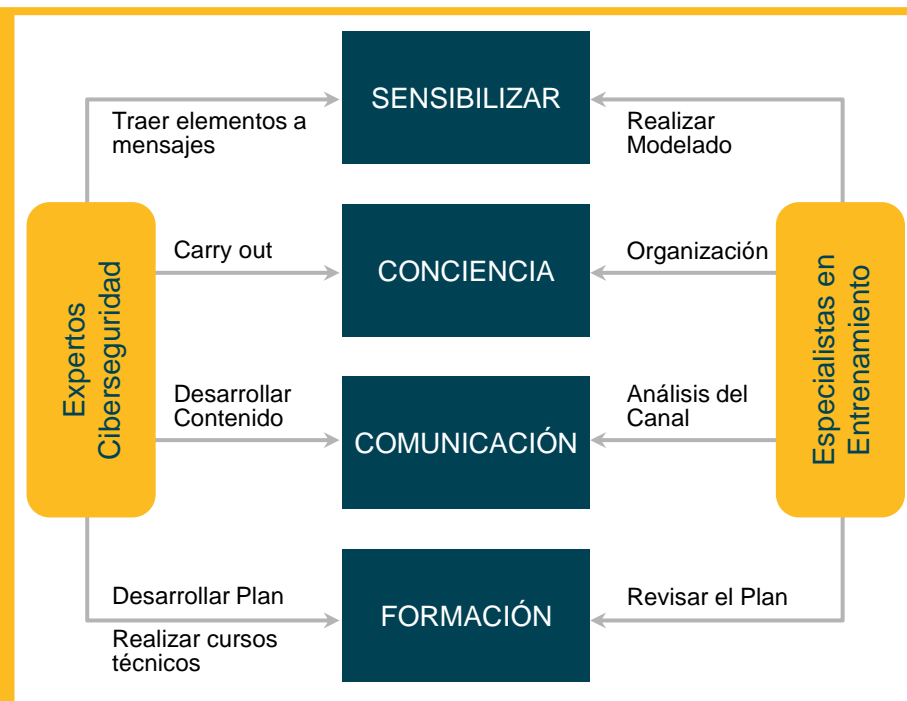 SENSIBILIZAR
Traer elementos a
mensajes
Realizar
Modelado
Expertos
Ciberseguridad
Carry out
CONCIENCIA
Organización
Especialistas en
Entrenamiento
Desarrollar
Contenido
COMUNICACIÓN
Análisis del
Canal
Desarrollar Plan
Realizar cursos
técnicos
FORMACIÓN
Revisar el Plan